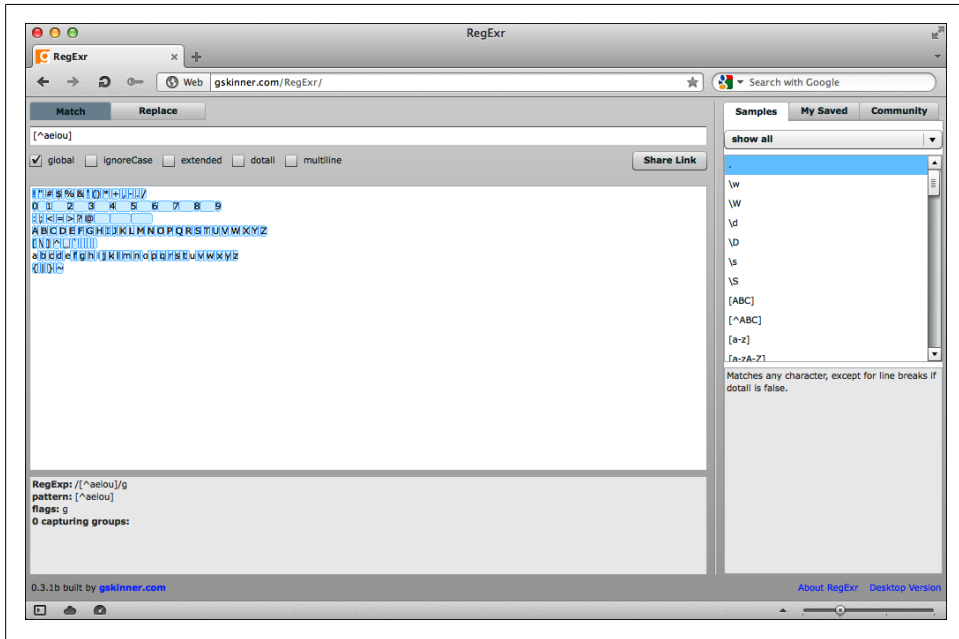 RegExr
RegExr
Web gskinner.com/RegExr/
Search with Google
Match Replace
Samples My Saved Community
[^aeiou]
show all
global ignoreCase extended dotall multiline
Share Link
.
\w
\W
\d
\D
\s
\S
[ABC]
[^ABC]
[a-z]
[a-zA-Z]
0 1 2 3 4 5 6 7 8 9
: ; < = > ? @
A B C D E F G H I J K L M N O P Q R S T U V W X Y Z
a b c d e f g h i j k l m n o p q r s t u v w x y z
{ | } ~
Matches any character, except for line breaks if
dotall is false.
RegExp: /[^aeiou]/g
pattern: [^aeiou]
flags: g
0 capturing groups:
0.3.1b built by gskinner.com
About RegExr Desktop Version